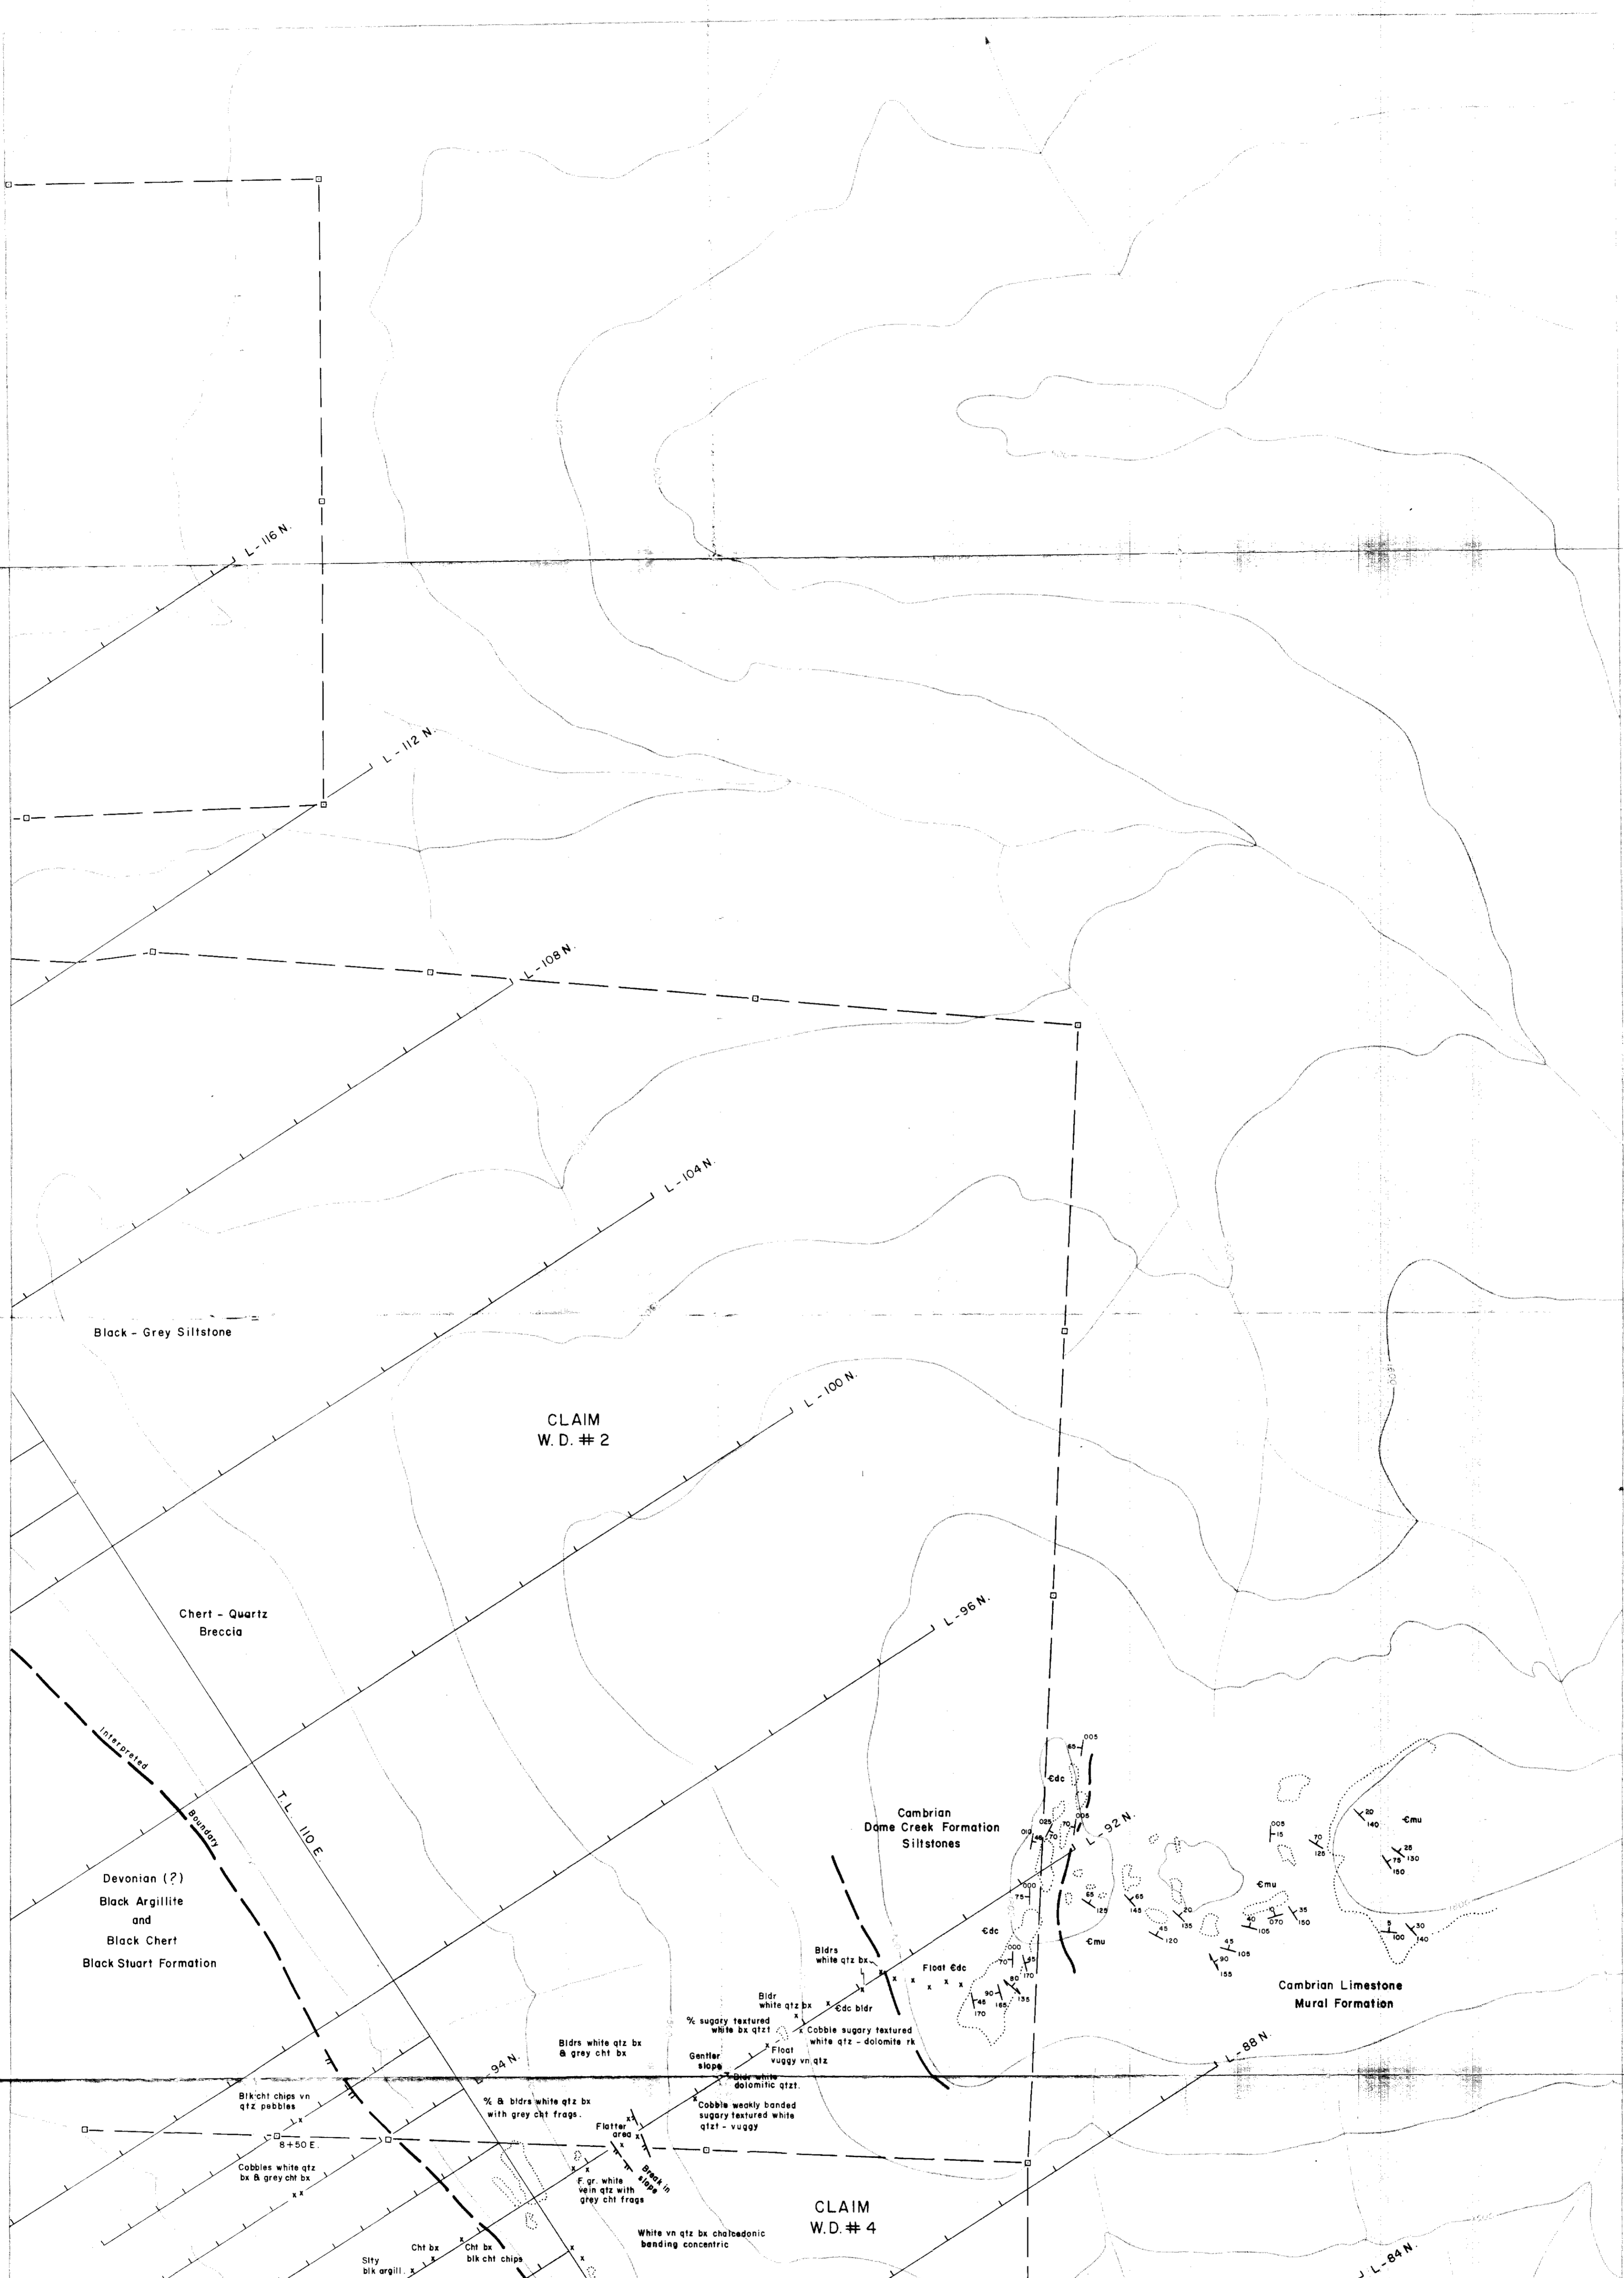 L-116 N.
L-112 N.
L-108 N.
L-104 N.
Black - Grey Siltstone
L-100 N.
CLAIM
W. D. # 2
Chert - Quartz
Breccia
L-96 N.
Interpreted
Boundary
T. L. 110 E.
Cambrian
Dome Creek Formation
Siltstones
L-92 N.
005
Єdc
Єmu
20
140
005
Devonian (?)
Black Argillite
and
Black Chert
Black Stuart Formation
Єmu
Єdc
Єmu
Bldrs
white qtz bx
Float Єdc
Cambrian Limestone
Mural Formation
Bldr
white qtz bx
Єdc bldr
% sugary textured
white bx qtzt
Cobble sugary textured
white qtz - dolomite rk
Bldrs white qtz bx
& grey cht bx
Gentler
slope
Float
vuggy vn qtz
94 N.
L-88 N.
Bldr white
dolomitic qtzt.
Blk cht chips vn
qtz pebbles
% & bldrs white qtz bx
with grey cht frags.
Cobble weakly banded
sugary textured white
qtzt - vuggy
Flatter
area
8+50 E.
Cobbles white qtz
bx & grey cht bx
F. gr. white
vein qtz with
grey cht frags
Break in
slope
CLAIM
W. D. # 4
White vn qtz bx chalcedonic
banding concentric
Cht bx
Cht bx
blk cht chips
Slty
blk argill.
L-84 N.